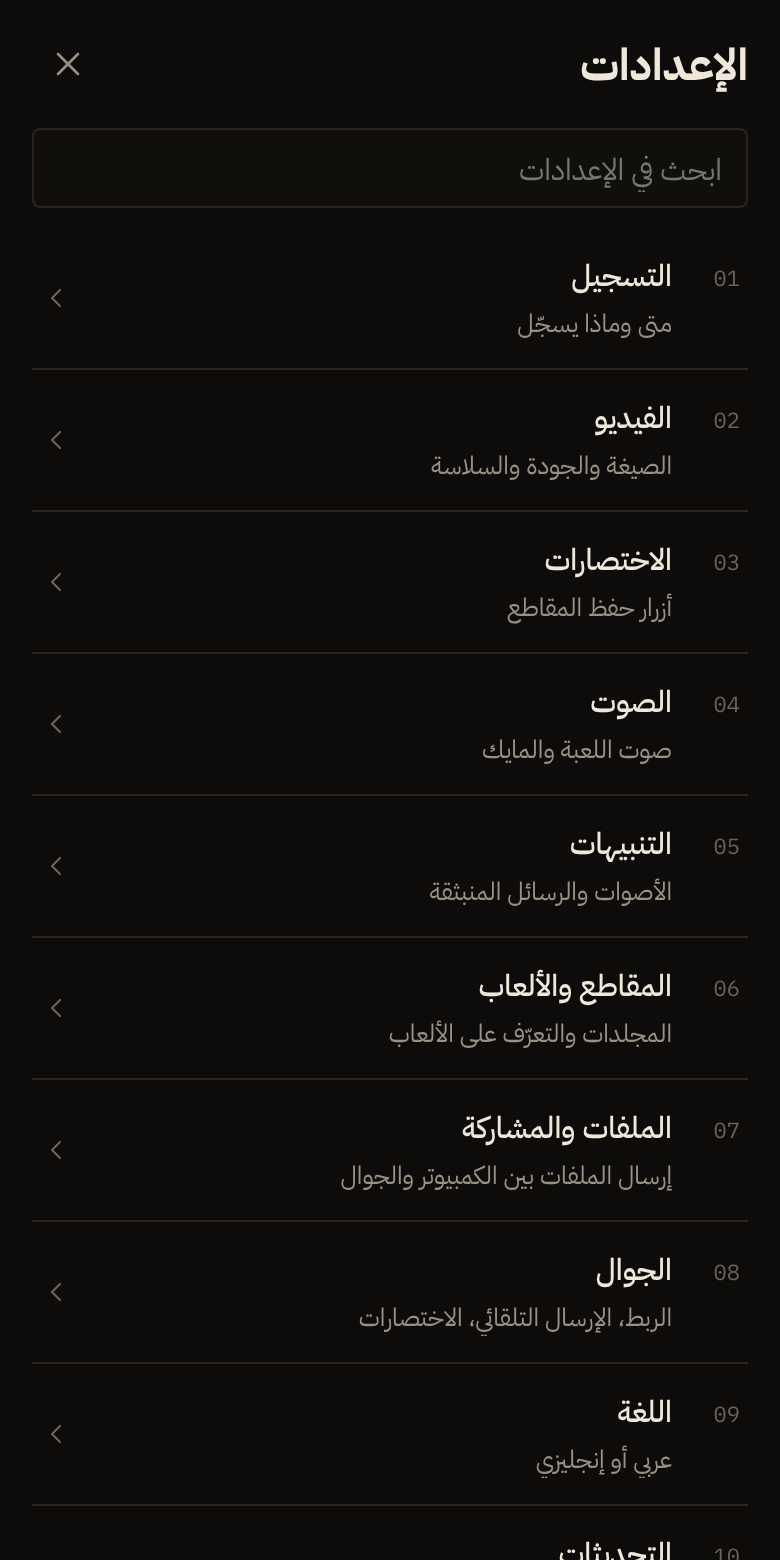 الإعدادات
ابحث في الإعدادات
01 التسجيل
متى وماذا يسجّل
02 الفيديو
الصيغة والجودة والسلاسة
03 الاختصارات
أزرار حفظ المقاطع
04 الصوت
صوت اللعبة والمايك
05 التنبيهات
الأصوات والرسائل المنبثقة
06 المقاطع والألعاب
المجلدات والتعرّف على الألعاب
07 الملفات والمشاركة
إرسال الملفات بين الكمبيوتر والجوال
08 الجوال
الربط، الإرسال التلقائي، الاختصارات
09 اللغة
عربي أو إنجليزي
10 التحديثات